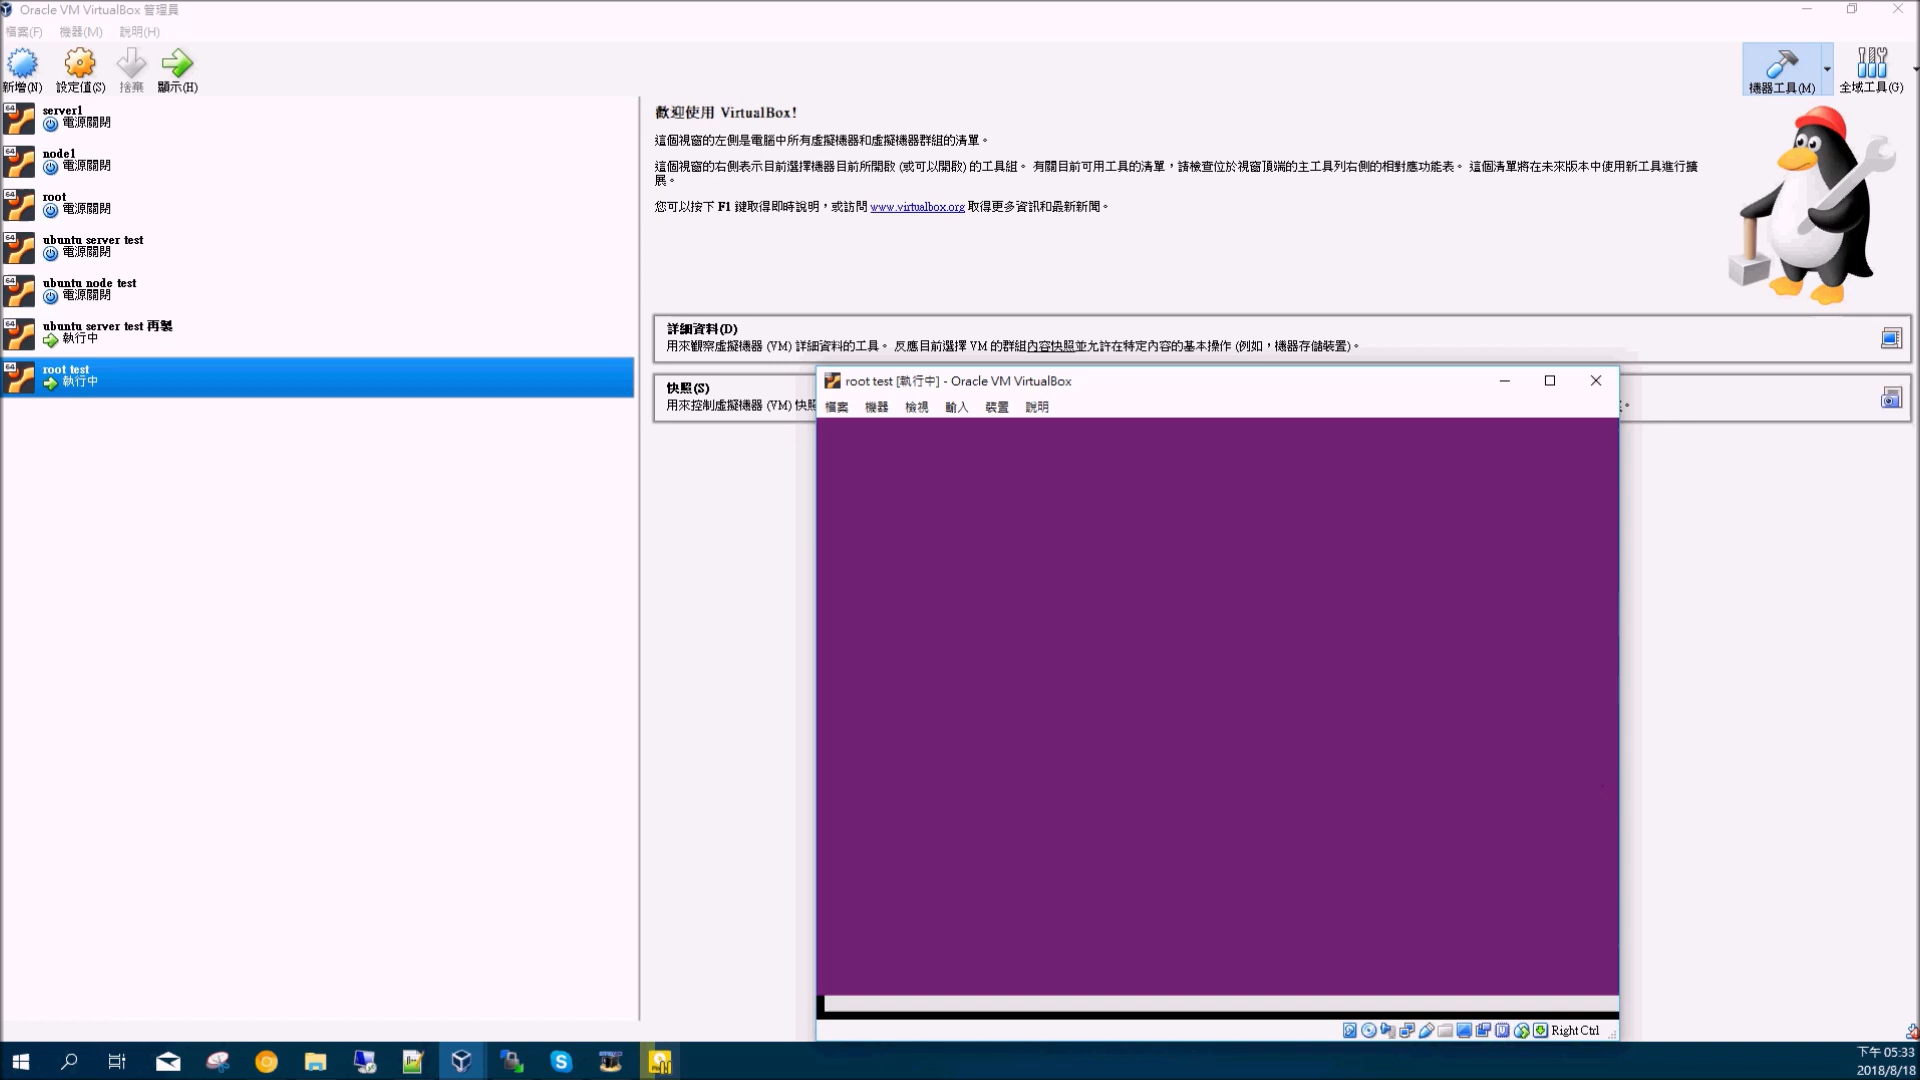 Oracle VM VirtualBox 管理員
檔案(F) 機器(M) 說明(H)
新增(N) 設定值(S) 捨棄 顯示(H)
機器工具(M) 全域工具(G)
64 server1
電源關閉
64 node1
電源關閉
64 root
電源關閉
64 ubuntu server test
電源關閉
64 ubuntu node test
電源關閉
64 ubuntu server test 再製
執行中
64 root test
執行中
歡迎使用 VirtualBox!
這個視窗的左側是電腦中所有虛擬機器和虛擬機器群組的清單。
這個視窗的右側表示目前選擇機器目前所開啟 (或可以開啟) 的工具組。 有關目前可用工具的清單，請檢查位於視窗頂端的主工具列右側的相對應功能表。 這個清單將在未來版本中使用新工具進行擴
展。
您可以按下 F1 鍵取得即時說明，或訪問 www.virtualbox.org 取得更多資訊和最新新聞。
詳細資料(D)
用來觀察虛擬機器 (VM) 詳細資料的工具。 反應目前選擇 VM 的群組內容快照並允許在特定內容的基本操作 (例如，機器存儲裝置)。
快照(S)
用來控制虛擬機器 (VM) 快照
root test [執行中] - Oracle VM VirtualBox
檔案 機器 檢視 輸入 裝置 說明
Right Ctrl
下午 05:33
2018/8/18